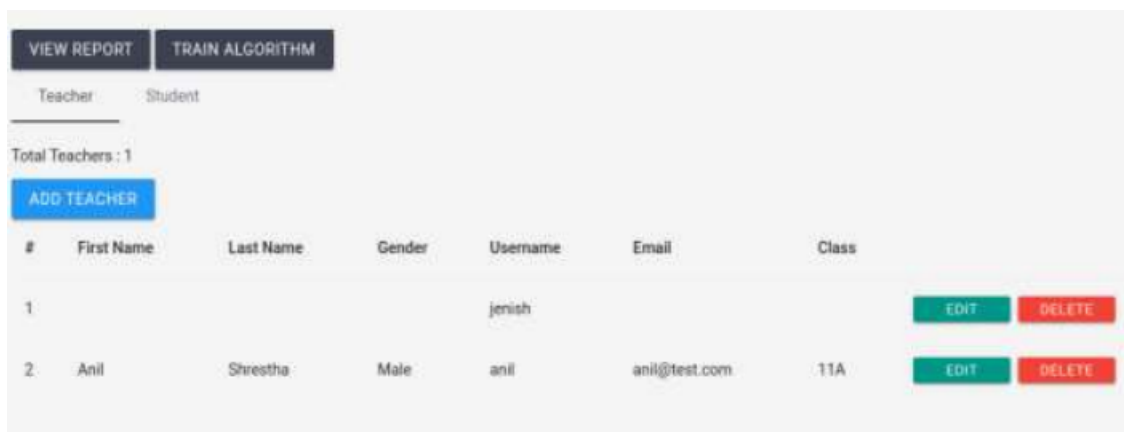 VIEW REPORT TRAIN ALGORITHM
Teacher Student
Total Teachers : 1
ADD TEACHER
# First Name Last Name Gender Username Email Class
1 jenish EDIT DELETE
2 Anil Shrestha Male anil anil@test.com 11A EDIT DELETE